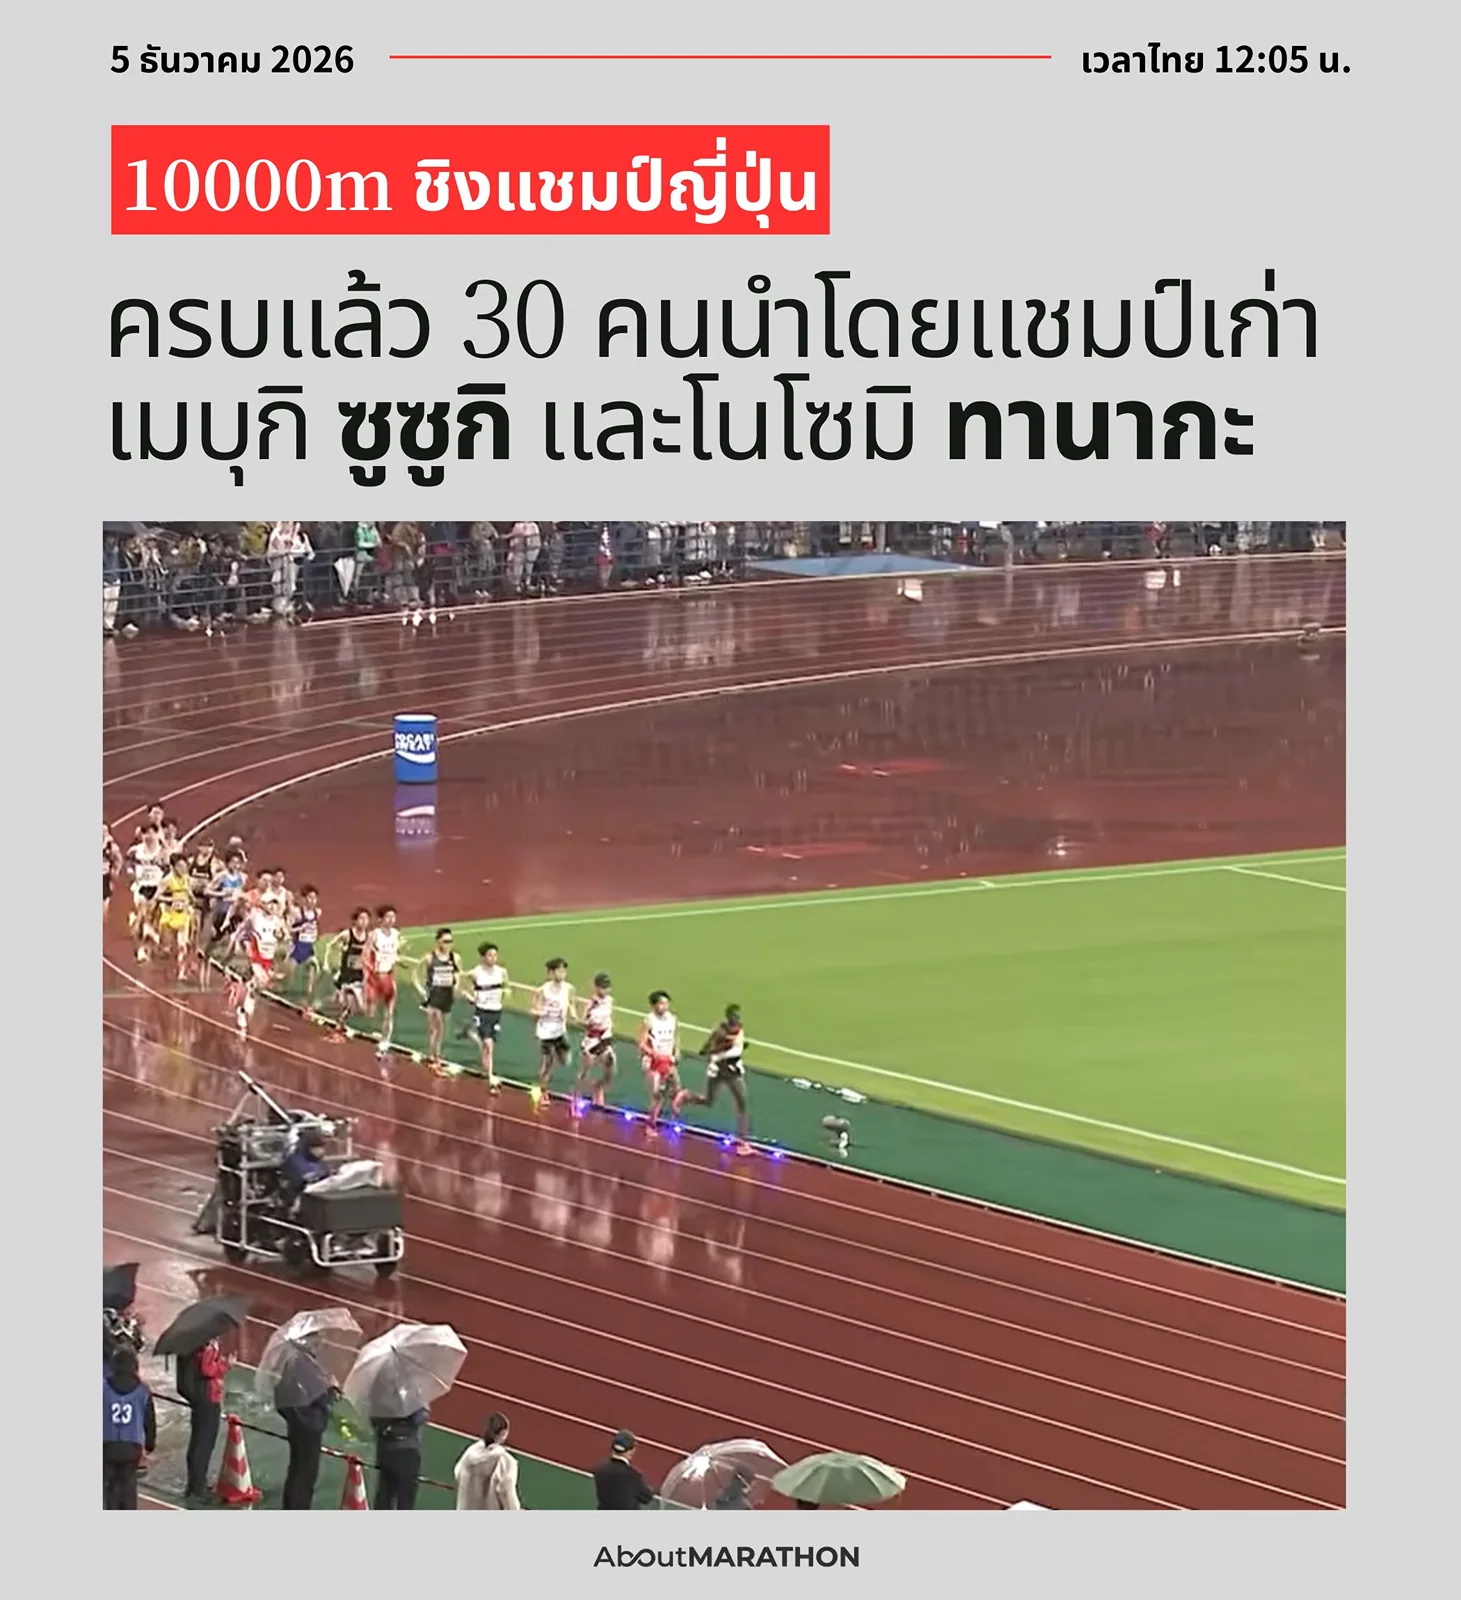 5 ธันวาคม 2026
เวลาไทย 12:05 น.
10000m ชิงแชมป์ญี่ปุ่น
ครบแล้ว 30 คนนำโดยแชมป์เก่า
เมบุกิ ซูซูกิ และโนโซมิ ทานากะ
POCARI
SWEAT
23
AboutMARATHON